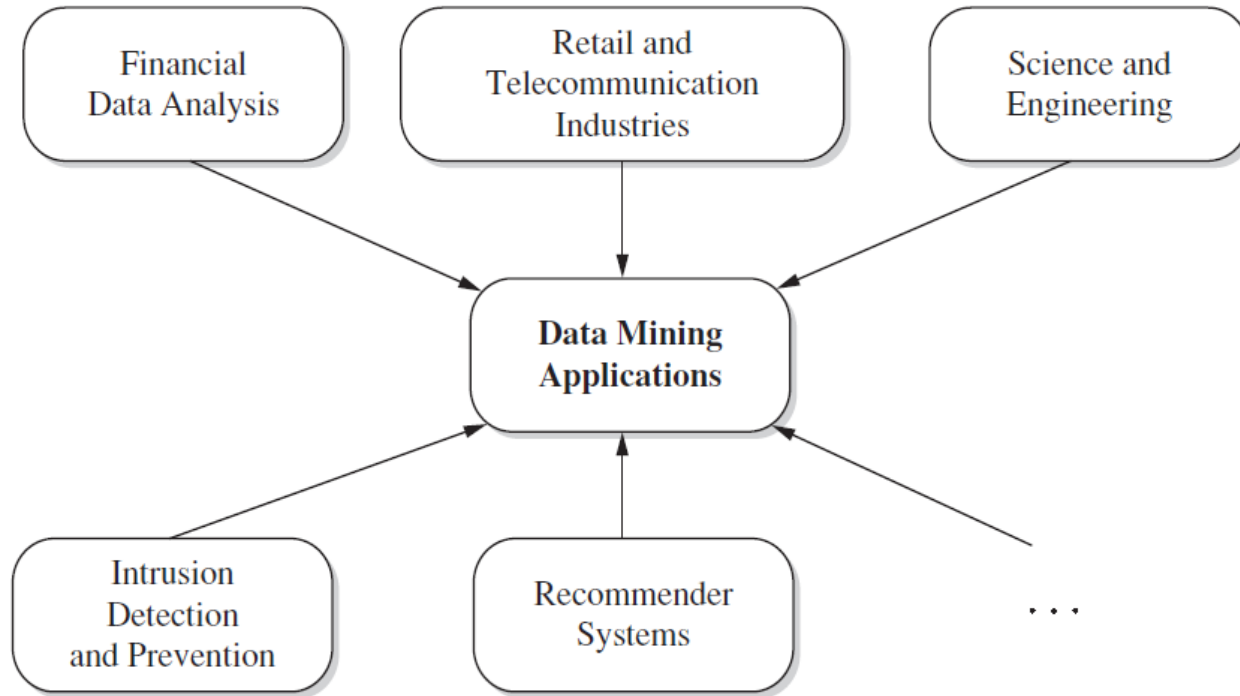 Financial
Data Analysis
Retail and
Telecommunication
Industries
Science and
Engineering
Data Mining
Applications
Intrusion
Detection
and Prevention
Recommender
Systems
...